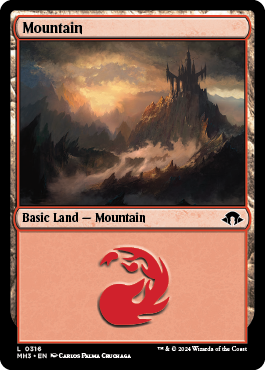 Mountain
Basic Land — Mountain
L 0316
MH3 • EN Carlos Palma Cruchaga
™ & © 2024 Wizards of the Coast